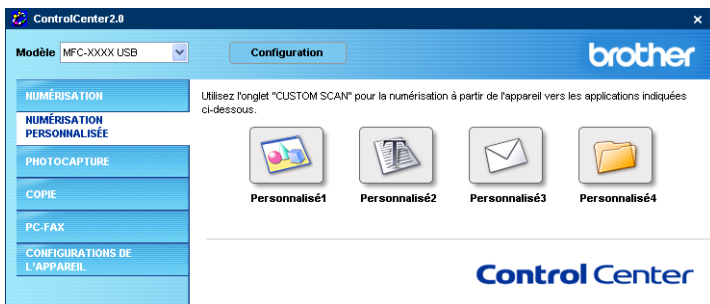 ControlCenter2.0
Modèle MFC-XXXX USB
Configuration
brother
NUMÉRISATION
NUMÉRISATION
PERSONNALISÉE
PHOTOCAPTURE
COPIE
PC-FAX
CONFIGURATIONS DE
L'APPAREIL
Utilisez l'onglet "CUSTOM SCAN" pour la numérisation à partir de l'appareil vers les applications indiquées
ci-dessous.
Personnalisé1 Personnalisé2 Personnalisé3 Personnalisé4
Control Center